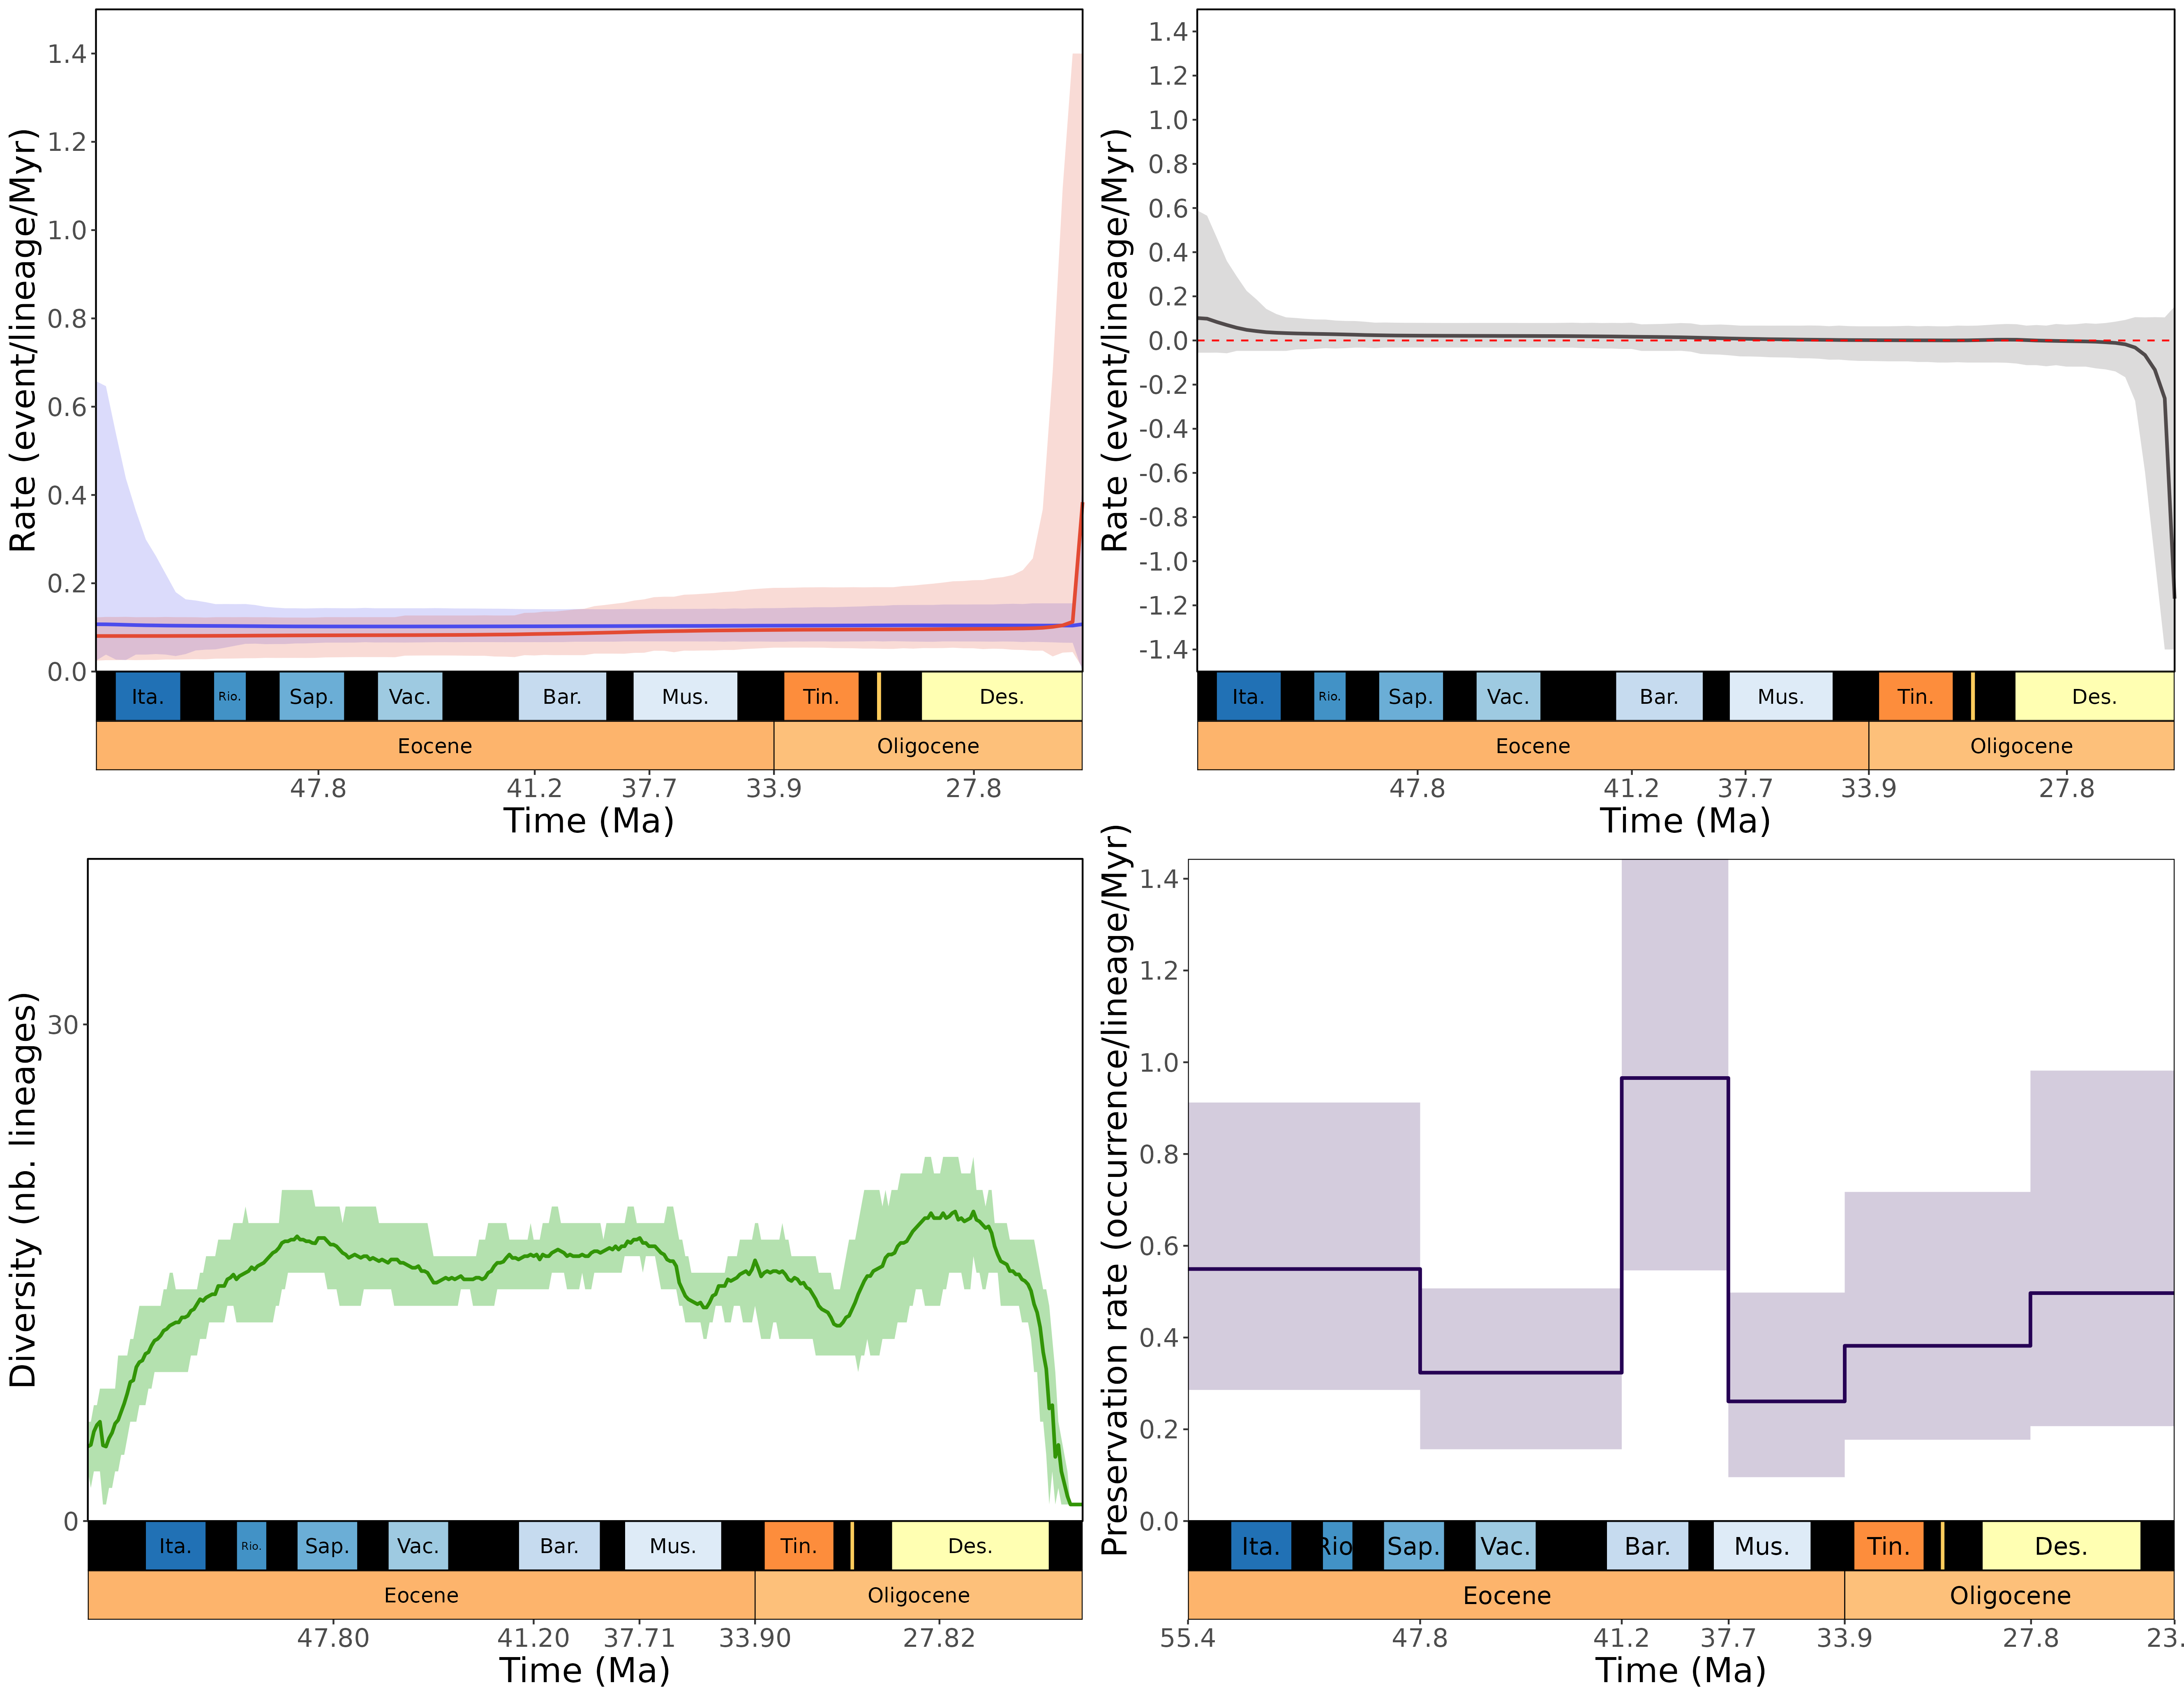 Rate (event/lineage/Myr)
1.4
1.2
1.0
0.8
0.6
0.4
0.2
0.0
Ita. Rio. Sap. Vac. Bar. Mus. Tin. Des.
Eocene Oligocene
47.8 41.2 37.7 33.9 27.8
Time (Ma)
Rate (event/lineage/Myr)
1.4
1.2
1.0
0.8
0.6
0.4
0.2
0.0
-0.2
-0.4
-0.6
-0.8
-1.0
-1.2
-1.4
Ita. Rio. Sap. Vac. Bar. Mus. Tin. Des.
Eocene Oligocene
47.8 41.2 37.7 33.9 27.8
Time (Ma)
Diversity (nb. lineages)
30
0
Ita. Rio. Sap. Vac. Bar. Mus. Tin. Des.
Eocene Oligocene
47.80 41.20 37.71 33.90 27.82
Time (Ma)
Preservation rate (occurrence/lineage/Myr)
1.4
1.2
1.0
0.8
0.6
0.4
0.2
0.0
Ita. Rio Sap. Vac. Bar. Mus. Tin. Des.
Eocene Oligocene
55.4 47.8 41.2 37.7 33.9 27.8 23.
Time (Ma)